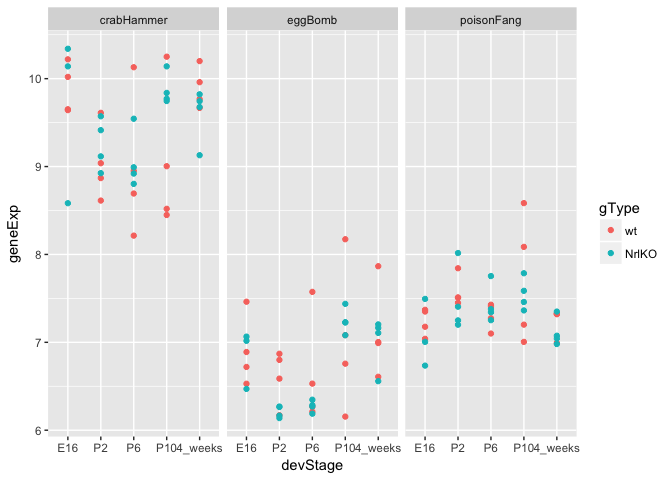 crabHammer eggBomb poisonFang
10
9
8
7
6
geneExp
E16 P2 P6 P104_weeks E16 P2 P6 P104_weeks E16 P2 P6 P104_weeks
devStage
gType
wt
NrlKO